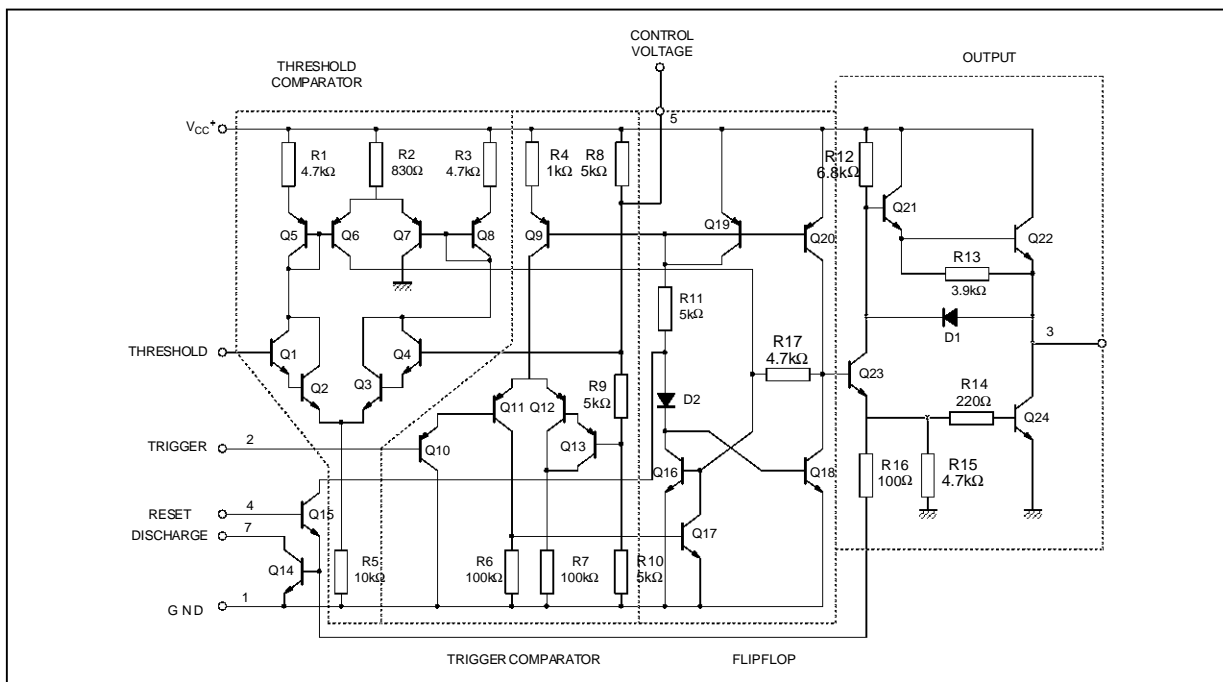 CONTROL
VOLTAGE
THRESHOLD
COMPARATOR
OUTPUT
5
VCC+
R1
4.7kΩ
R2
830Ω
R3
4.7kΩ
R4
1kΩ
R8
5kΩ
R12
6.8kΩ
Q5
Q6
Q7
Q8
Q9
Q19
Q20
Q21
Q22
R13
3.9kΩ
R11
5kΩ
D1
3
THRESHOLD
Q1
Q2
Q3
Q4
R17
4.7kΩ
Q23
R9
5kΩ
D2
R14
220Ω
Q11
Q12
Q13
Q24
TRIGGER
2
Q10
Q16
Q18
R16
100Ω
R15
4.7kΩ
RESET
4
Q15
DISCHARGE
7
Q17
Q14
R5
10kΩ
R6
100kΩ
R7
100kΩ
R10
5kΩ
GND
1
TRIGGER COMPARATOR
FLIPFLOP